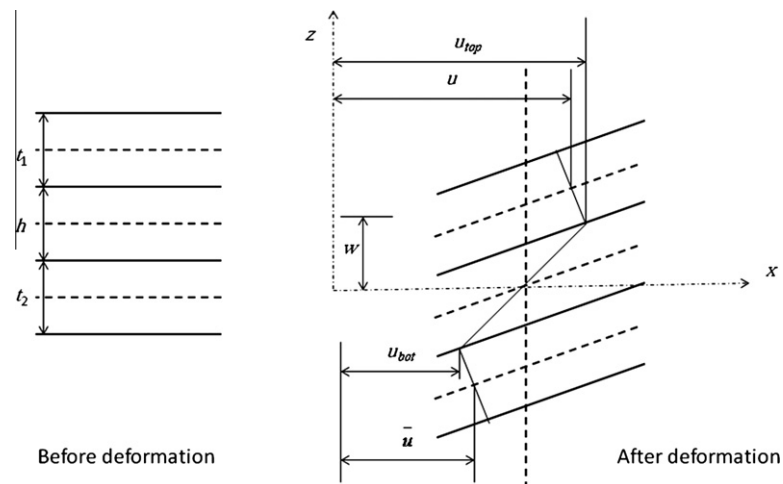 z
u_top
u
t_1
h
t_2
w
x
u_bot
ū
Before deformation
After deformation